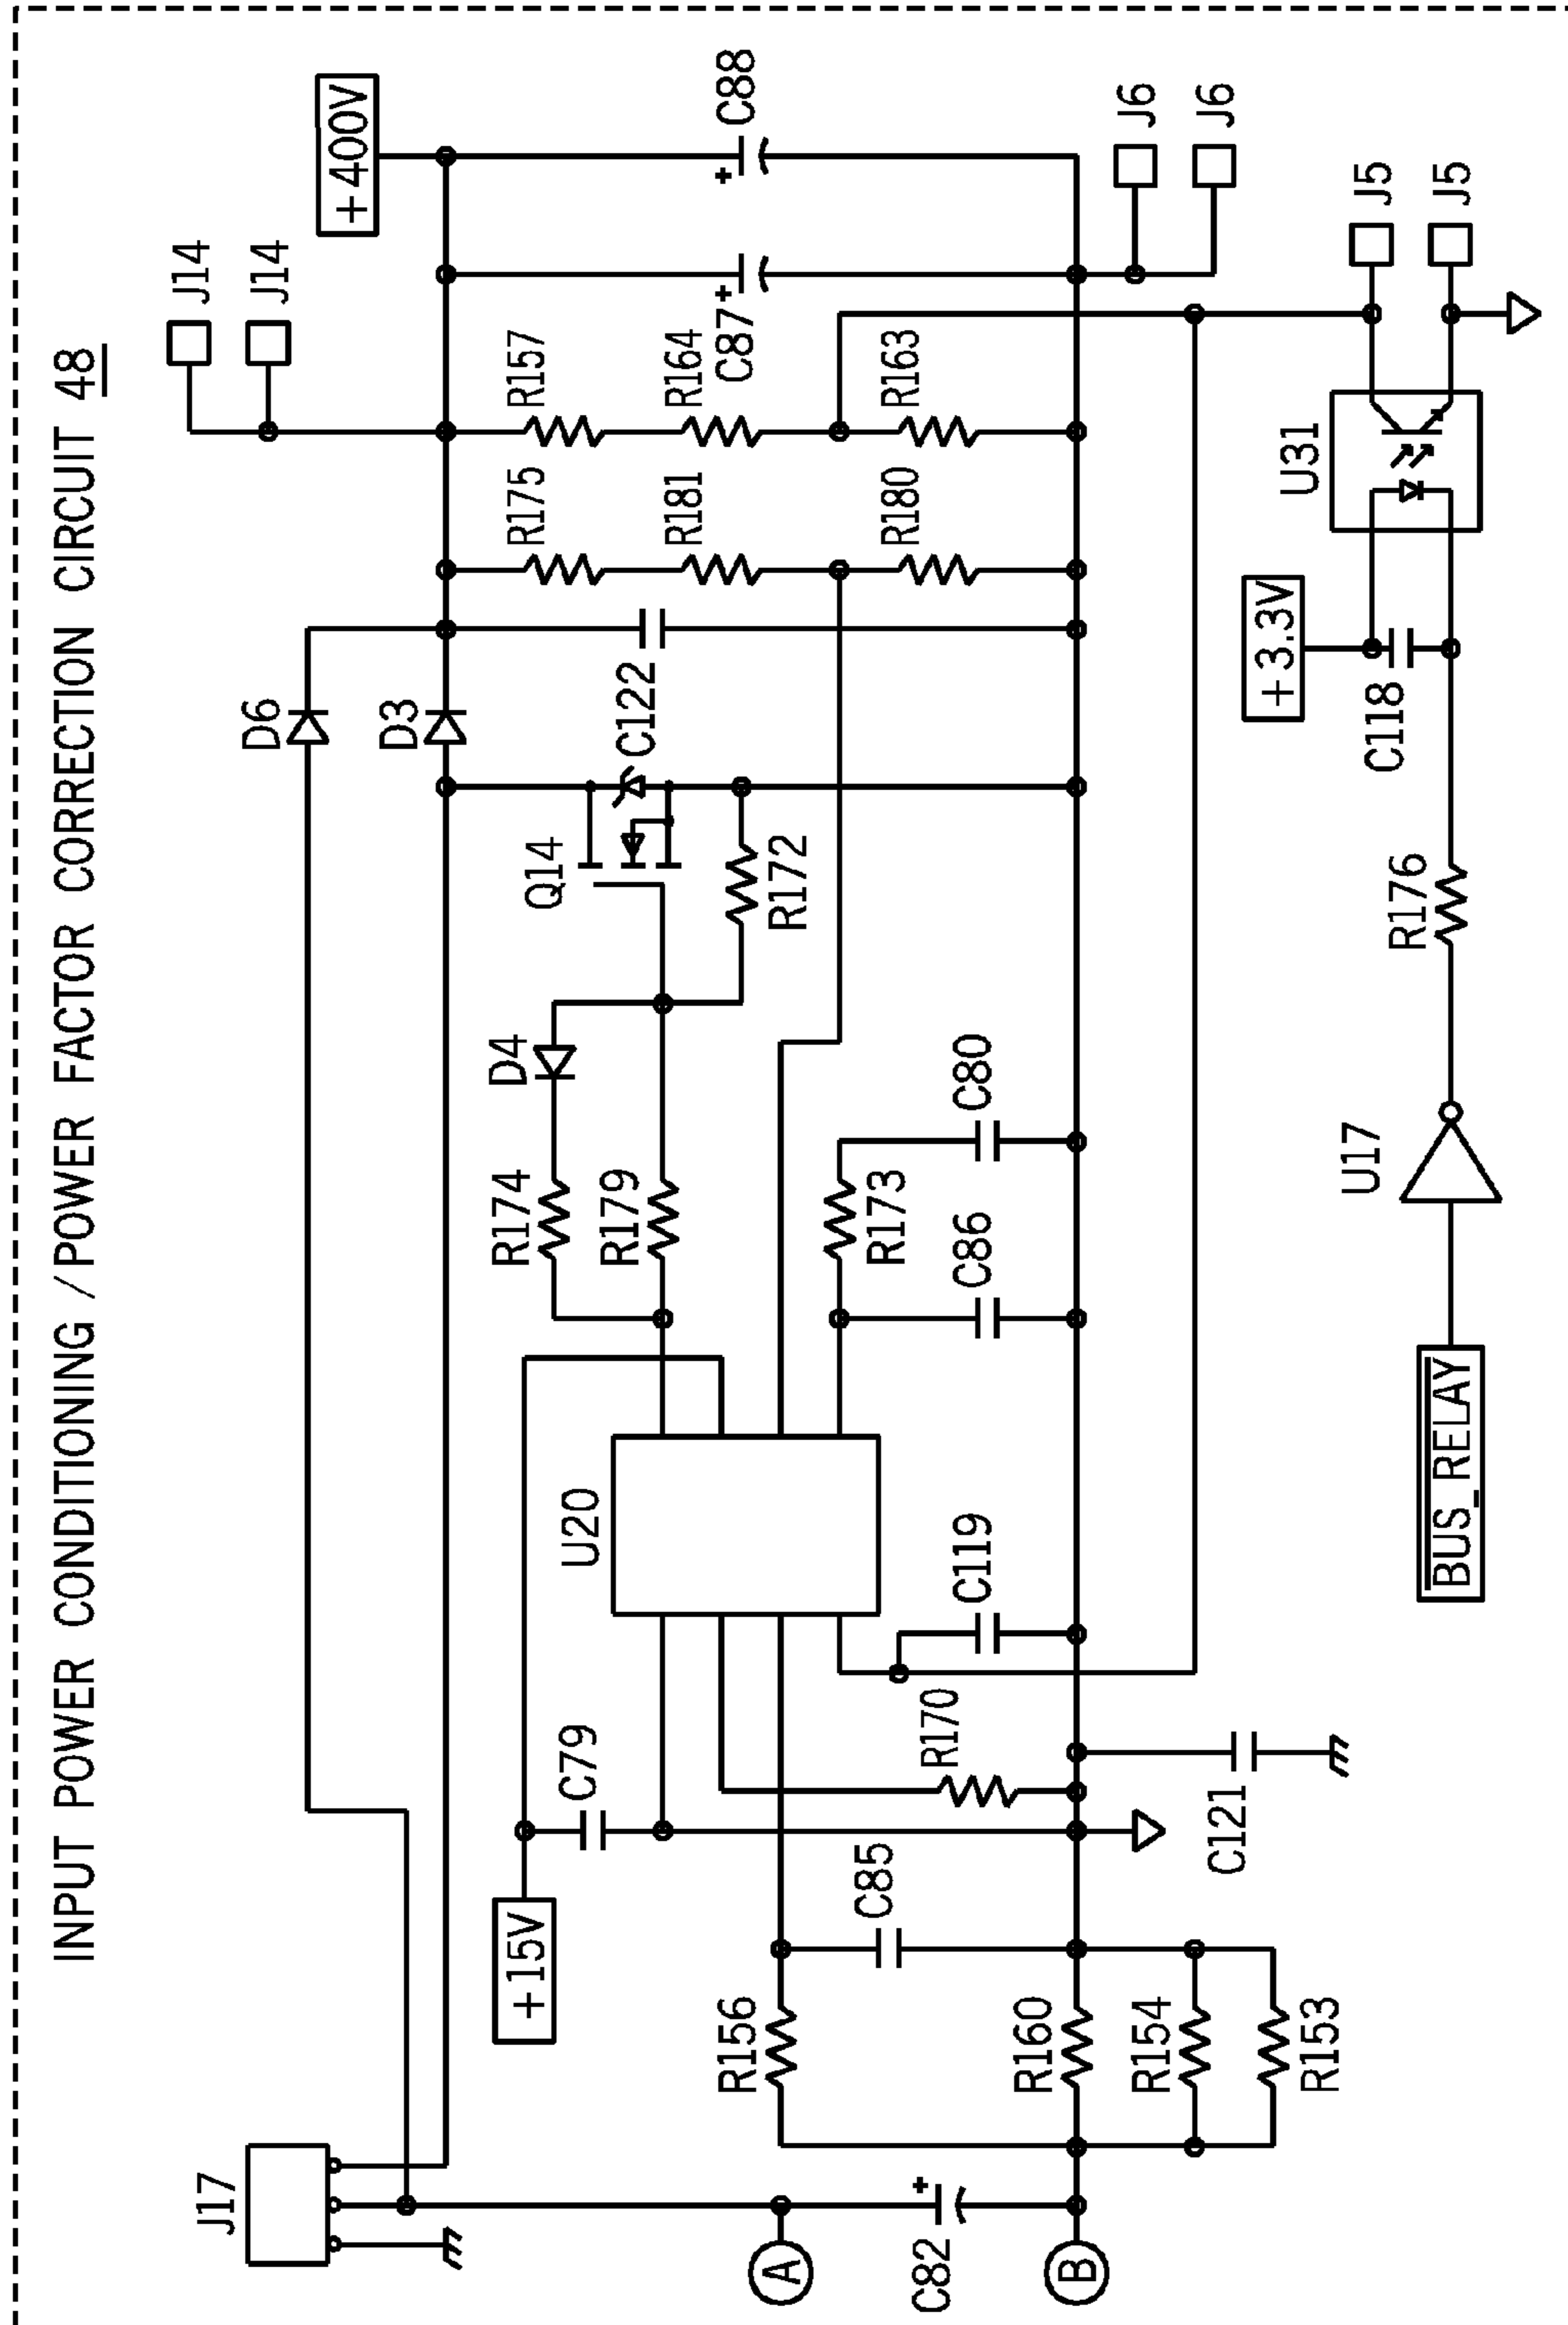 INPUT POWER CONDITIONING / POWER FACTOR CORRECTION CIRCUIT 48
J14
J14
+400V
D6
D3
J17
R175
R157
+15V
C79
U20
R174
D4
R179
Q14
C122
R181
R164
C87
+
C88
+
R172
R156
C85
R170
C119
C86
R173
C80
R180
R163
A
C82
+
B
R160
R154
R153
C121
J6
J6
+3.3V
U31
J5
J5
C118
BUS_RELAY
U17
R176